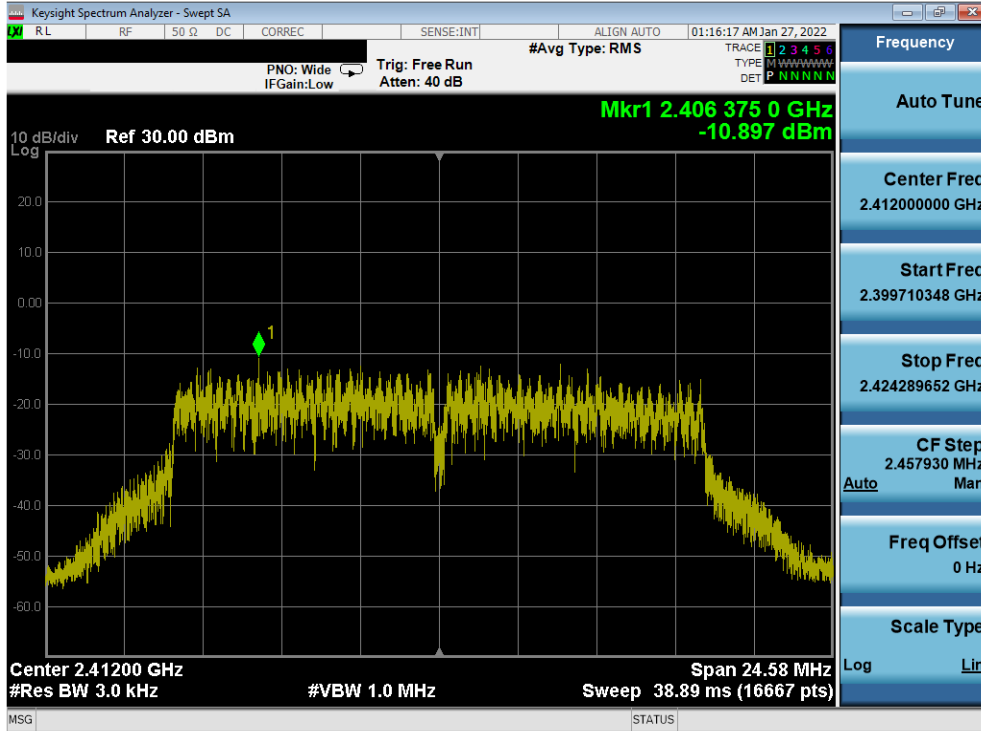 Keysight Spectrum Analyzer - Swept SA
LXI RL RF 50 Ω DC CORREC SENSE:INT ALIGN AUTO 01:16:17 AM Jan 27, 2022
#Avg Type: RMS TRACE 1 2 3 4 5 6
PNO: Wide Trig: Free Run TYPE M WWWWW
IFGain:Low Atten: 40 dB DET P N N N N N
Mkr1 2.406 375 0 GHz
10 dB/div Ref 30.00 dBm -10.897 dBm
Log
20.0
10.0
0.00
1
-10.0
-20.0
-30.0
-40.0
-50.0
-60.0
Center 2.41200 GHz Span 24.58 MHz
#Res BW 3.0 kHz #VBW 1.0 MHz Sweep 38.89 ms (16667 pts)
MSG STATUS
Frequency
Auto Tune
Center Freq
2.412000000 GHz
Start Freq
2.399710348 GHz
Stop Freq
2.424289652 GHz
CF Step
2.457930 MHz
Auto Man
Freq Offset
0 Hz
Scale Type
Log Lin